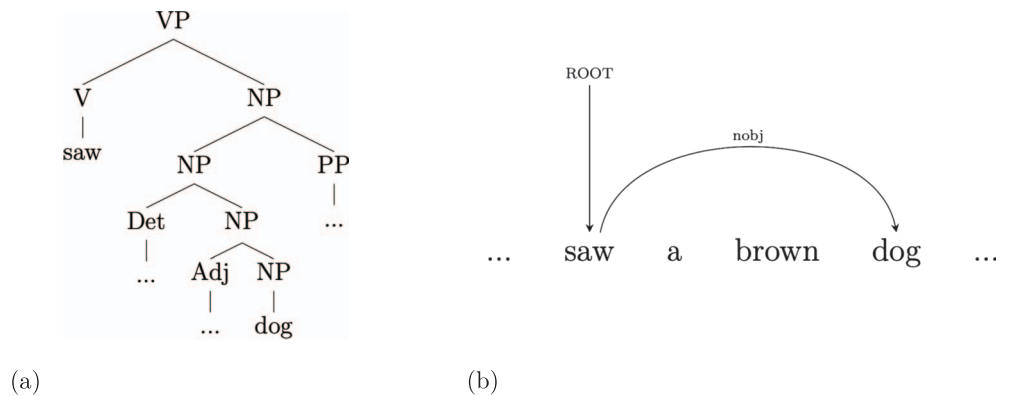 VP
V NP
saw
NP PP
Det NP ...
... Adj NP
... dog
(a)
ROOT
nobj
... saw a brown dog ...
(b)